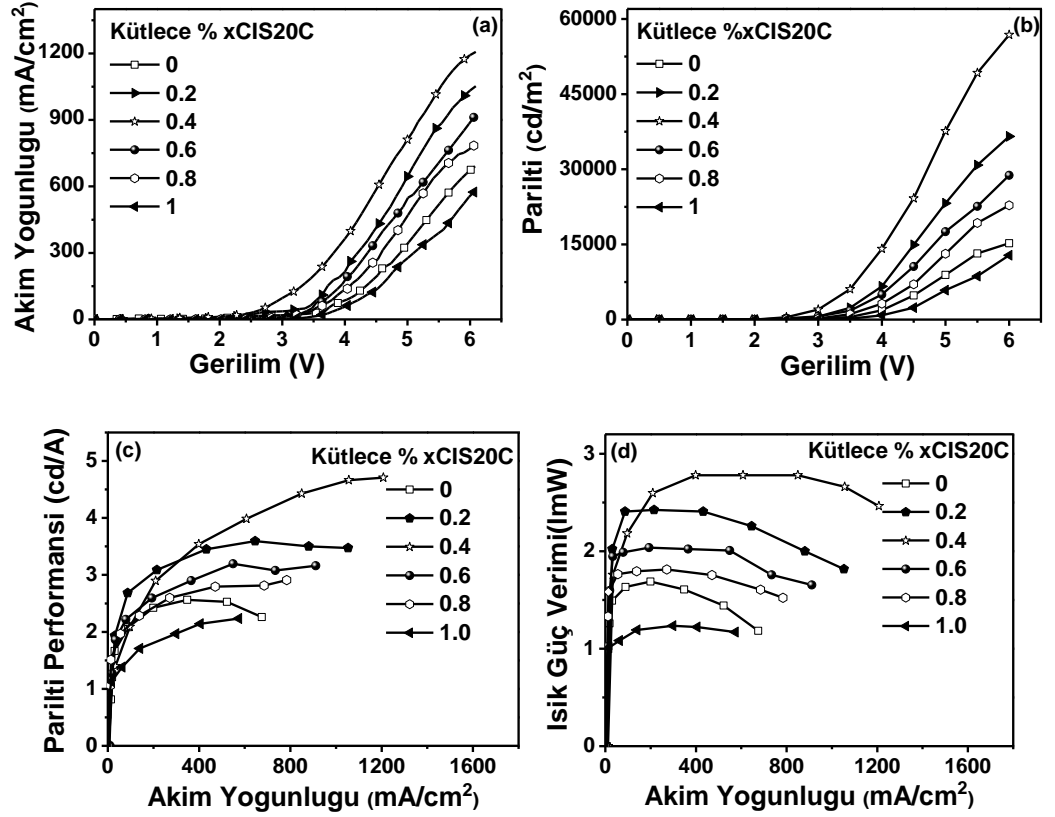 (a)
Kütlece % xCIS20C
0
0.2
0.4
0.6
0.8
1
Akim Yogunlugu (mA/cm²)
1200
900
600
300
0
0 1 2 3 4 5 6
Gerilim (V)
(b)
Kütlece %xCIS20C
0
0.2
0.4
0.6
0.8
1
Parilti (cd/m²)
60000
45000
30000
15000
0
0 1 2 3 4 5 6
Gerilim (V)
(c)
Kütlece % xCIS20C
0
0.2
0.4
0.6
0.8
1.0
Parilti Performansi (cd/A)
5
4
3
2
1
0
0 400 800 1200 1600
Akim Yogunlugu (mA/cm²)
(d)
Kütlece % xCIS20C
0
0.2
0.4
0.6
0.8
1.0
Isik Güç Verimi(lmW)
3
2
1
0
0 400 800 1200 1600
Akim Yogunlugu (mA/cm²)